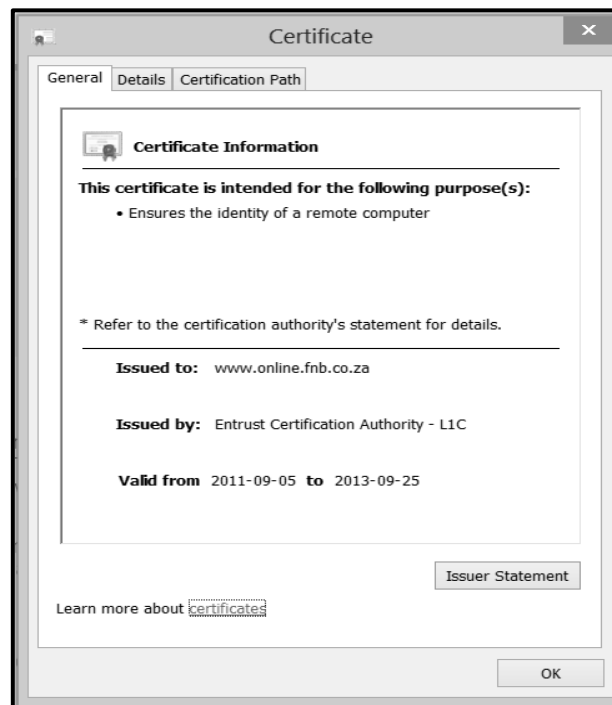 Certificate
General Details Certification Path
Certificate Information
This certificate is intended for the following purpose(s):
• Ensures the identity of a remote computer
* Refer to the certification authority's statement for details.
Issued to: www.online.fnb.co.za
Issued by: Entrust Certification Authority - L1C
Valid from 2011-09-05 to 2013-09-25
Issuer Statement
Learn more about certificates
OK